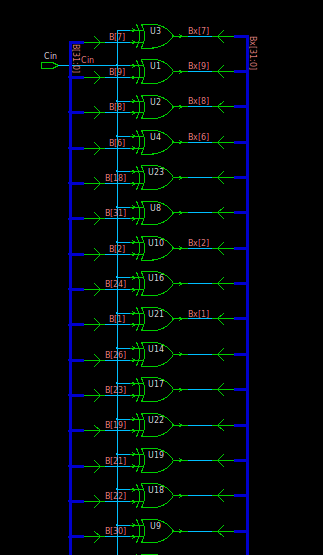 U3
B[7] Bx[7]
Cin Cin
B[31:0] Bx[31:0]
U1
B[9] Bx[9]
U2
B[8] Bx[8]
U4
B[6] Bx[6]
U23
B[18]
U8
B[31]
U10
B[2] Bx[2]
U16
B[24]
U21
B[1] Bx[1]
U14
B[26]
U17
B[23]
U22
B[19]
U19
B[21]
U18
B[22]
U9
B[30]